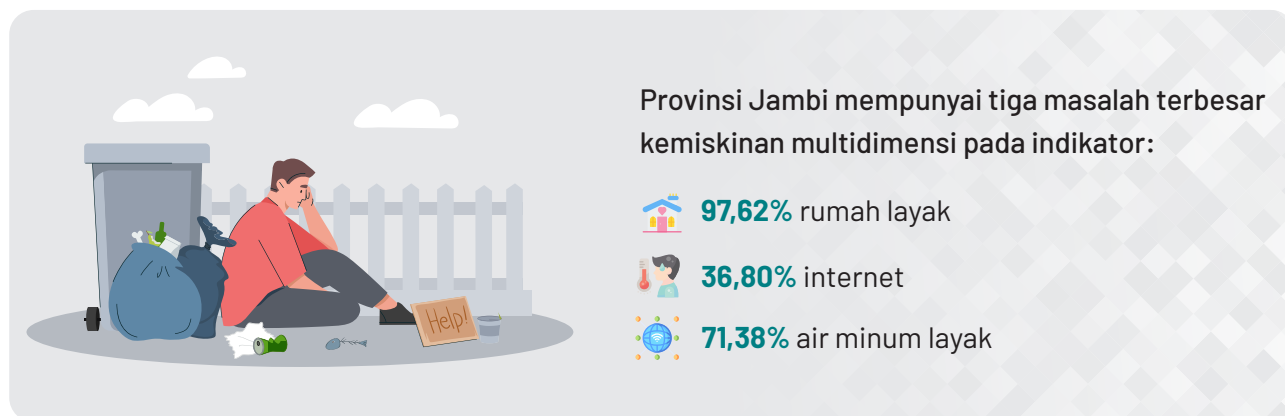 Provinsi Jambi mempunyai tiga masalah terbesar
kemiskinan multidimensi pada indikator:
97,62% rumah layak
36,80% internet
71,38% air minum layak
Help!